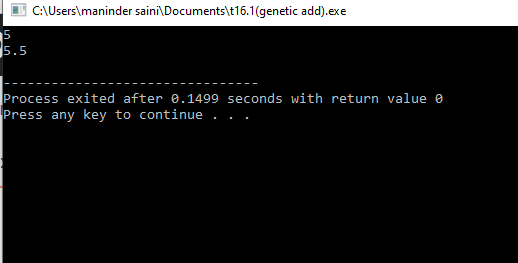 C:\Users\maninder saini\Documents\t16.1(genetic add).exe
5
5.5
--------------------------------
Process exited after 0.1499 seconds with return value 0
Press any key to continue . . .